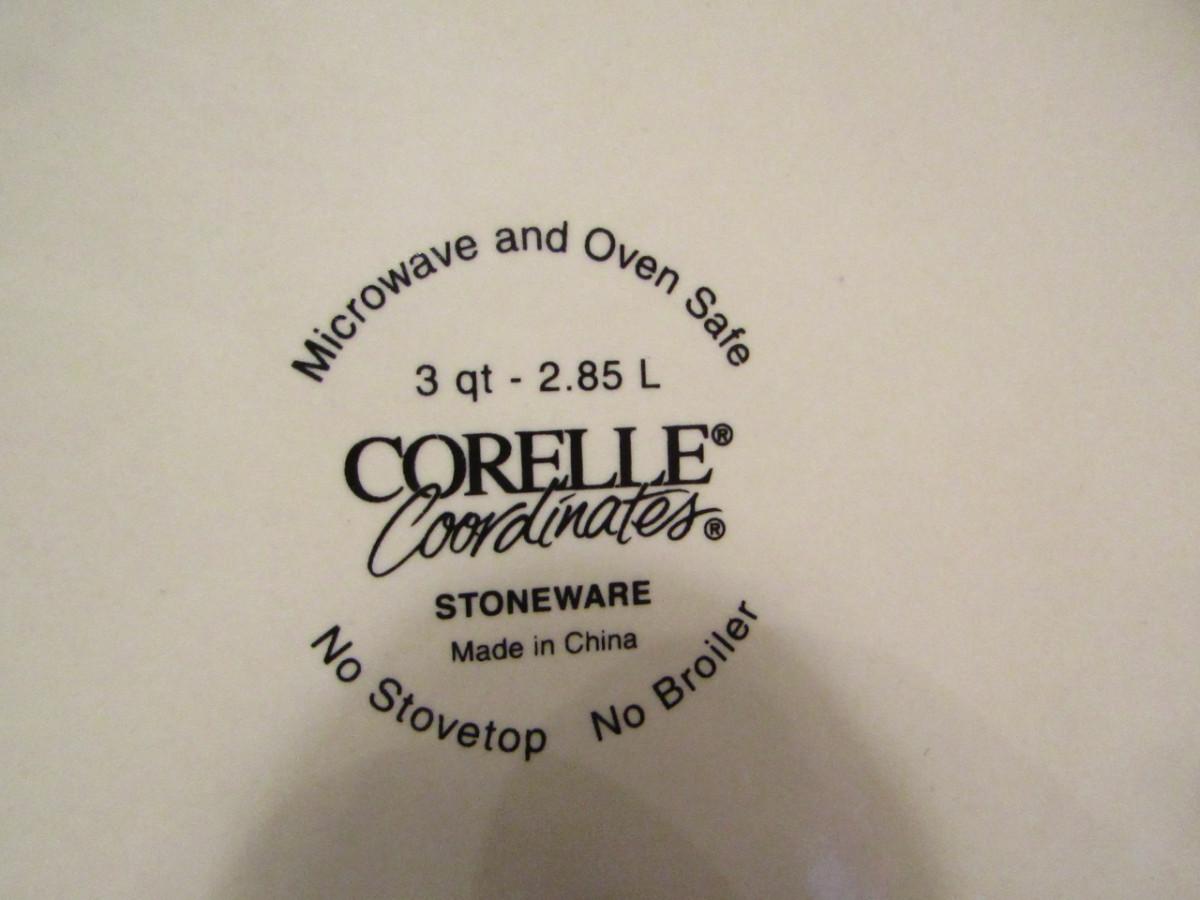 Microwave and Oven Safe
3 qt - 2.85 L
CORELLE®
Coordinates®
STONEWARE
Made in China
No Stovetop No Broiler